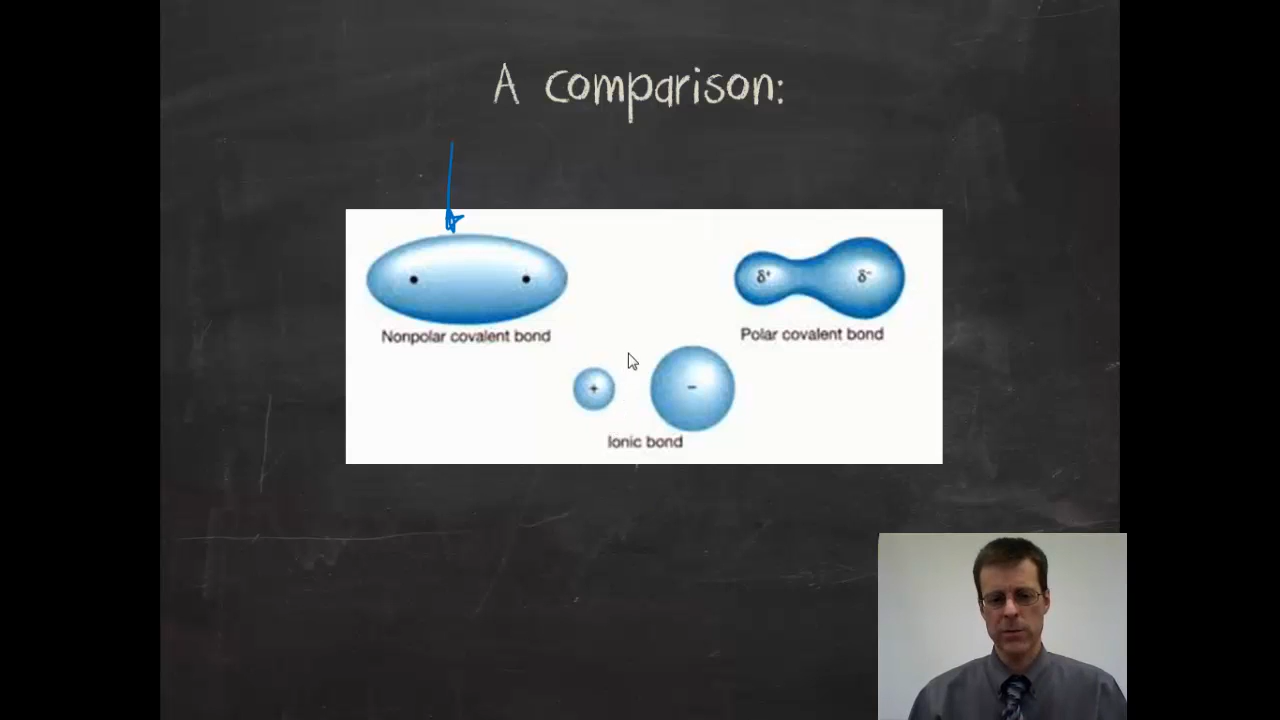 A comparison:
δ⁺ δ⁻
Nonpolar covalent bond
Polar covalent bond
+ −
Ionic bond